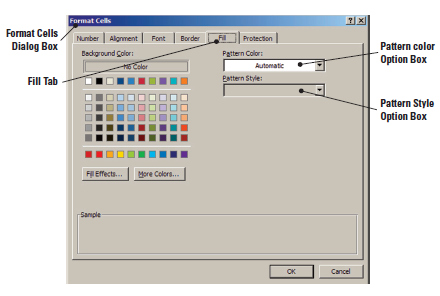 Format Cells
? X
Format Cells
Dialog Box
Number Alignment Font Border Fill Protection
Background Color:
No Color
Pattern Color:
Automatic
Pattern Style:
Pattern color
Option Box
Fill Tab
Pattern Style
Option Box
Fill Effects... More Colors...
Sample
OK Cancel